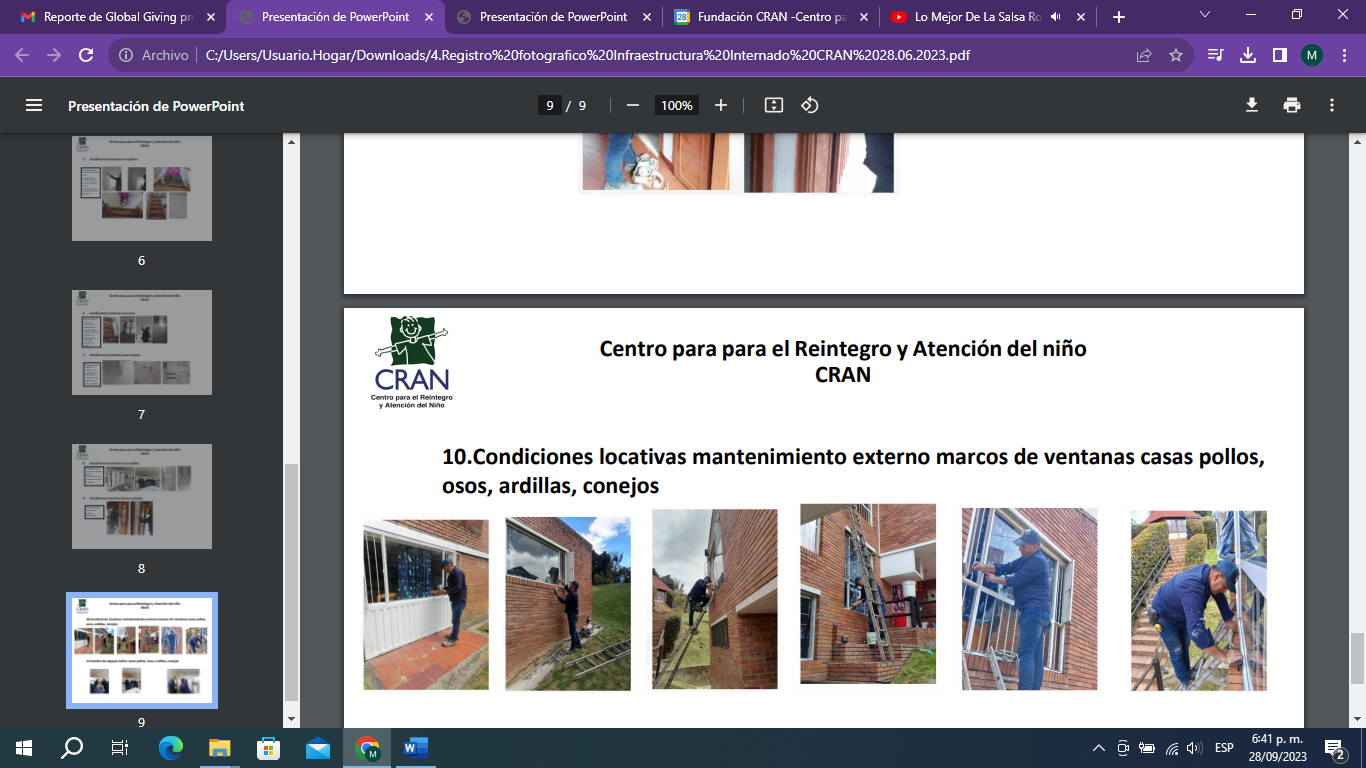 Reporte de Global Giving pr
Presentación de PowerPoint
Presentación de PowerPoint
Fundación CRAN -Centro pa
Lo Mejor De La Salsa Ro
Archivo
C:/Users/Usuario.Hogar/Downloads/4.Registro%20fotografico%20Infraestructura%20Internado%20CRAN%2028.06.2023.pdf
M
Presentación de PowerPoint
9 / 9
100%
6
7
8
9
CRAN
Centro para el Reintegro
y Atención del Niño
Centro para para el Reintegro y Atención del niño
CRAN
10.Condiciones locativas mantenimiento externo marcos de ventanas casas pollos,
osos, ardillas, conejos
ESP
6:41 p. m.
28/09/2023
2